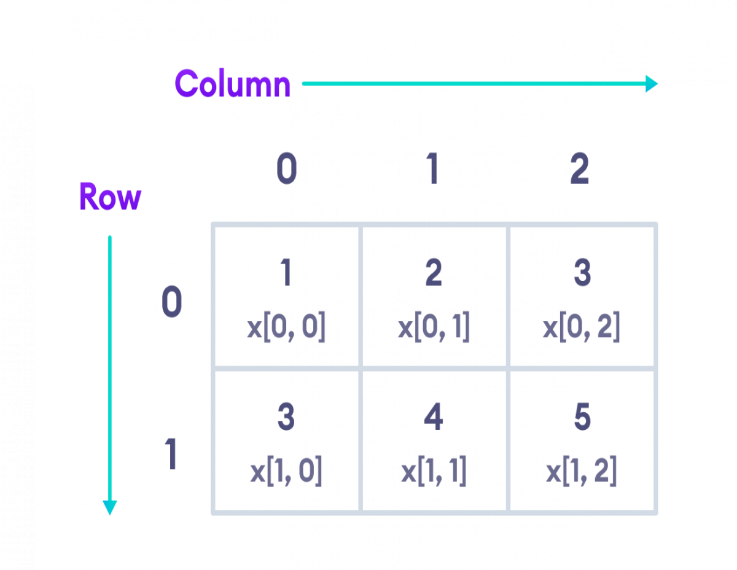 Column
0 1 2
Row
0
1 2 3
x[0, 0] x[0, 1] x[0, 2]
1
3 4 5
x[1, 0] x[1, 1] x[1, 2]